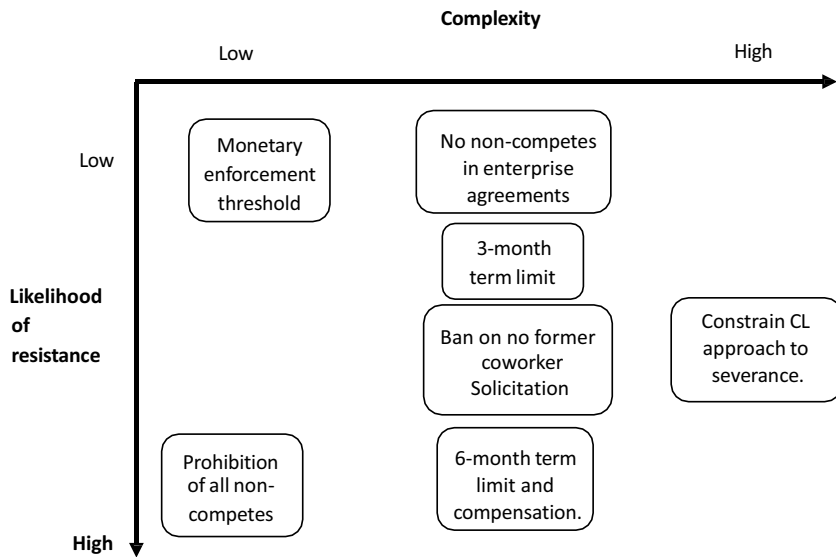 Complexity
Low
High
Low
Monetary
enforcement
threshold
No non-competes
in enterprise
agreements
3-month
term limit
Likelihood
of
resistance
Ban on no former
coworker
Solicitation
Constrain CL
approach to
severance.
Prohibition
of all non-
competes
6-month term
limit and
compensation.
High